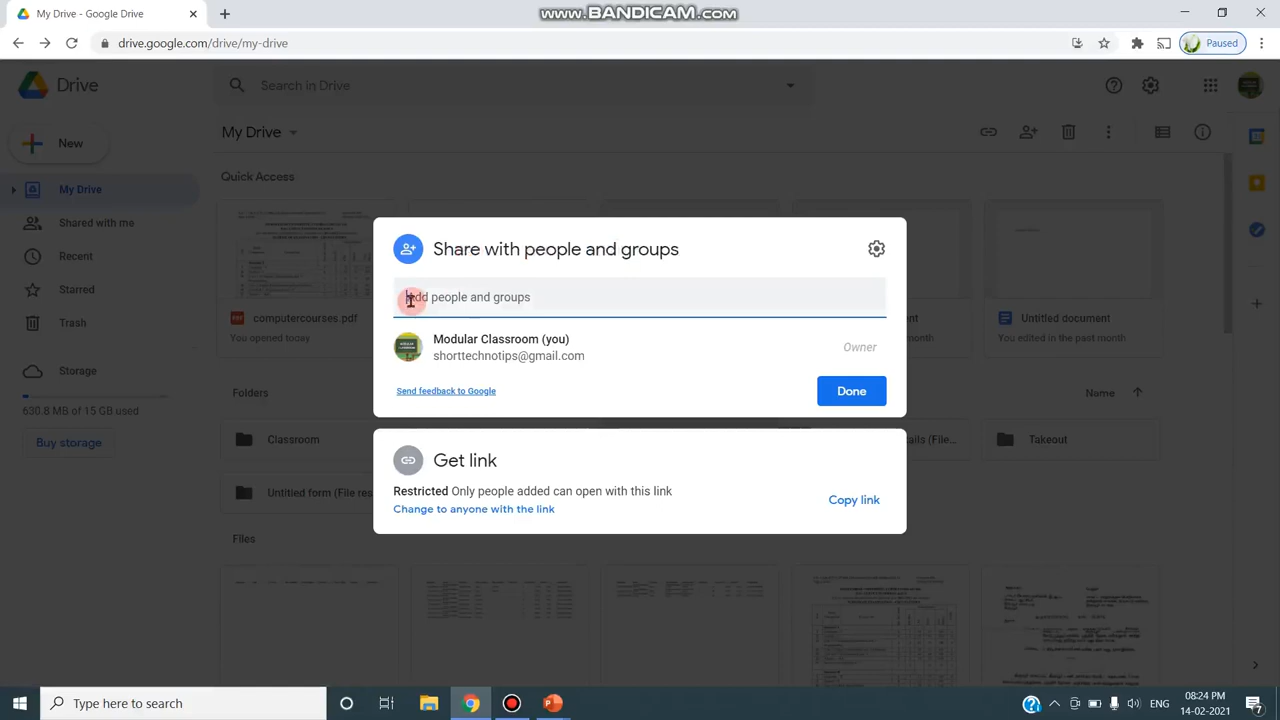 My Drive - Google Drive
www.BANDICAM.com
drive.google.com/drive/my-drive
Paused
Drive
Search in Drive
New
My Drive
My Drive
Quick Access
Shared with me
Recent
Starred
Trash
Storage
630.8 MB of 15 GB used
Buy storage
Share with people and groups
Add people and groups
Modular Classroom (you)
shorttechnotips@gmail.com
Owner
Send feedback to Google
Done
Get link
Restricted Only people added can open with this link
Change to anyone with the link
Copy link
computercourses.pdf
Untitled document
You edited in the past month
Folders
Name
Classroom
Takeout
Untitled form (File res
Files
Type here to search
ENG
08:24 PM
14-02-2021